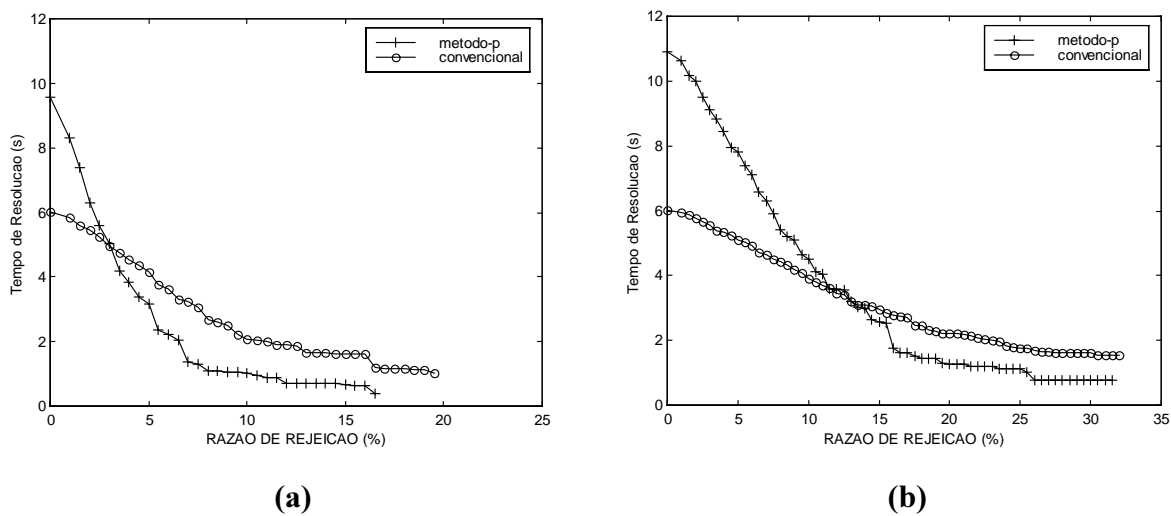 12
10
8
6
4
2
0
Tempo de Resolucao (s)
metodo-p
convencional
0 5 10 15 20 25
RAZAO DE REJEICAO (%)
(a)
12
10
8
6
4
2
0
Tempo de Resolucao (s)
metodo-p
convencional
0 5 10 15 20 25 30 35
RAZAO DE REJEICAO (%)
(b)